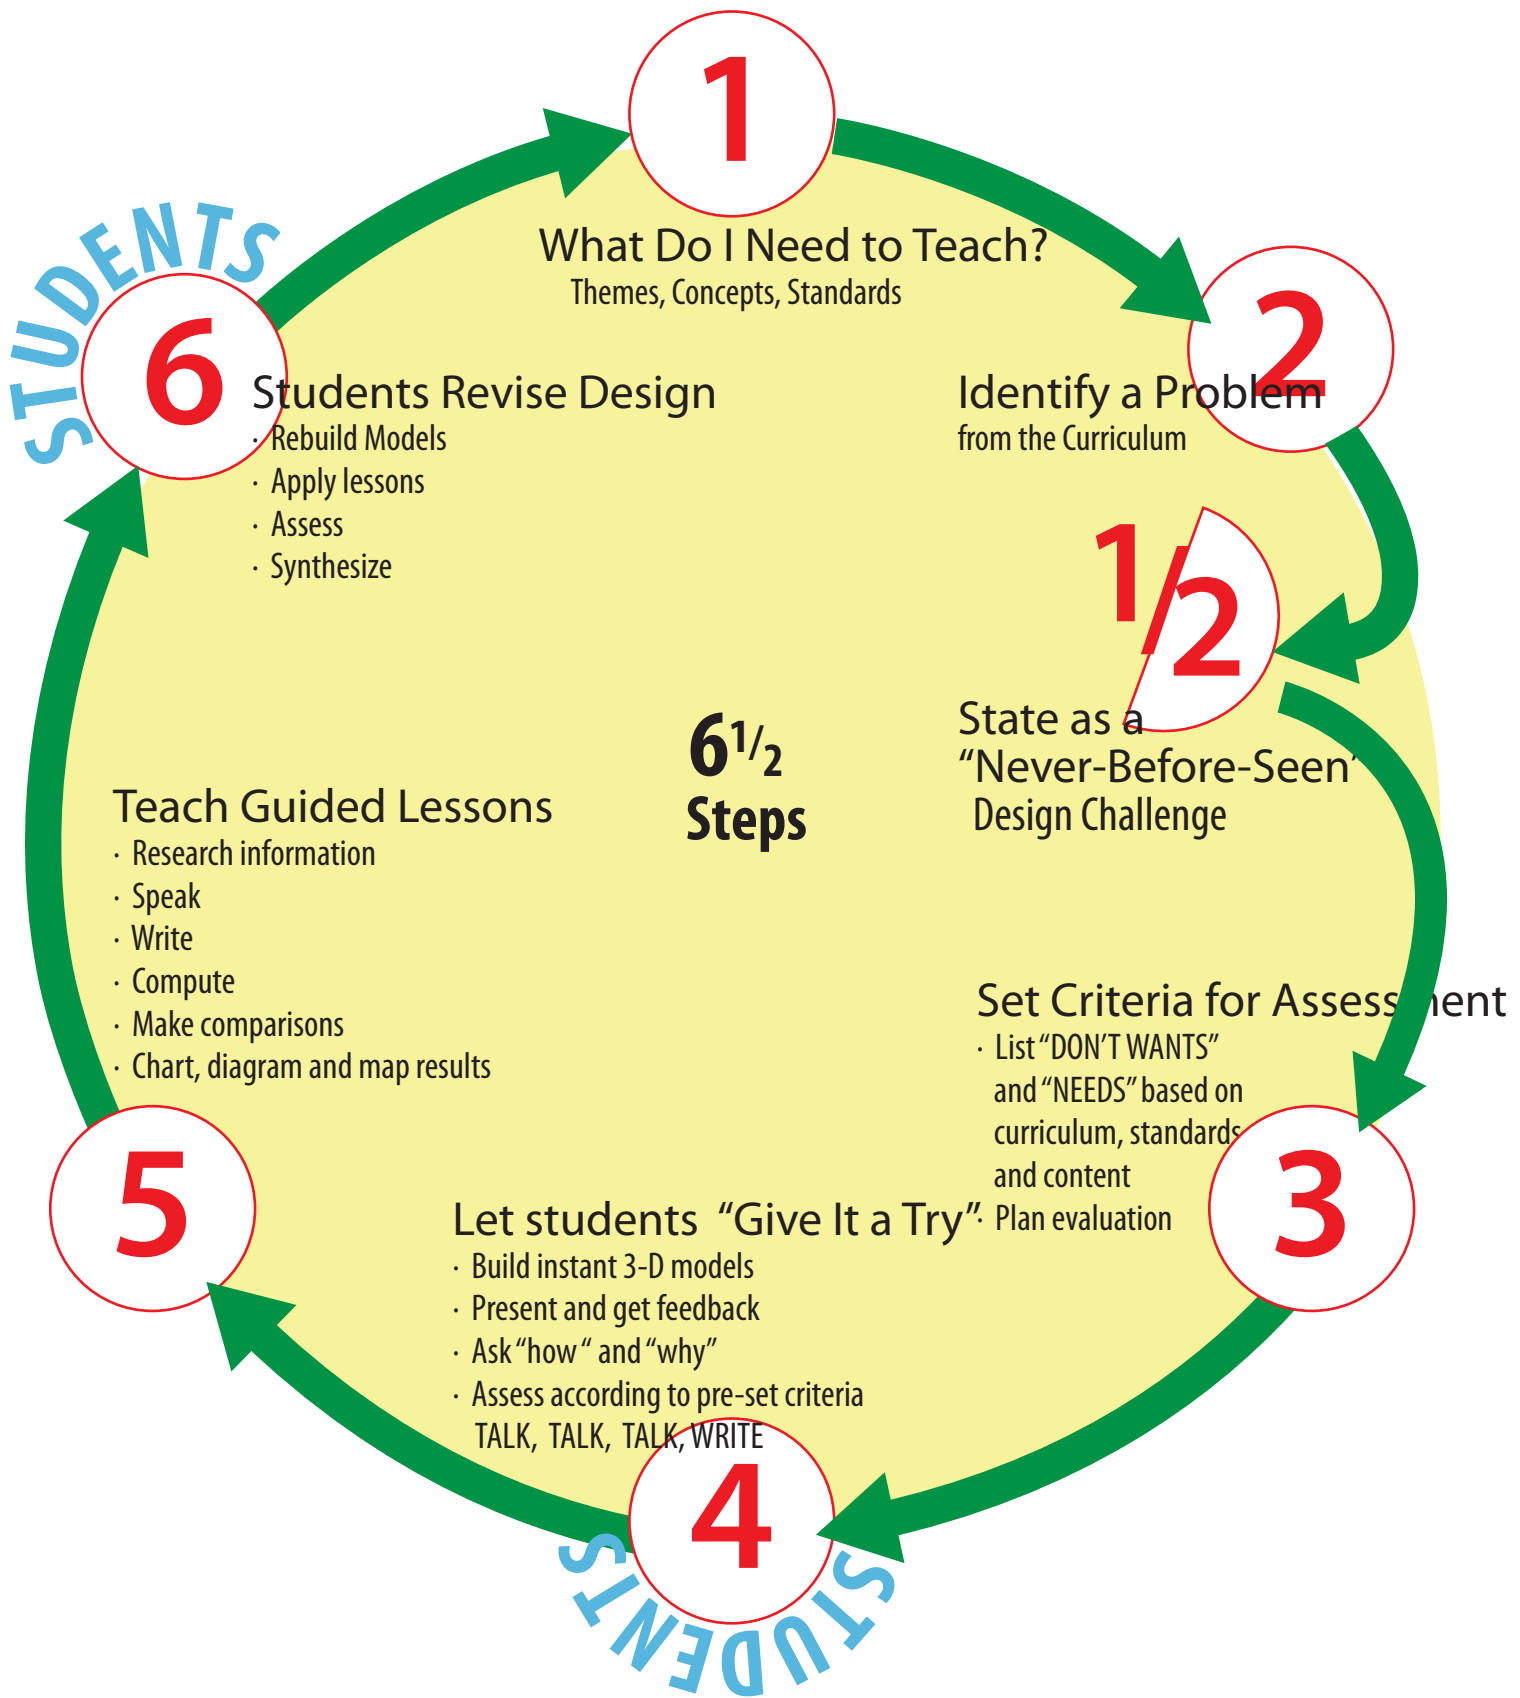 1
What Do I Need to Teach?
Themes, Concepts, Standards
2
Identify a Problem
from the Curriculum
1/2
State as a
“Never-Before-Seen”
Design Challenge
3
Set Criteria for Assessment
· List “DON’T WANTS”
and “NEEDS” based on
curriculum, standards
and content
· Plan evaluation
4
STUDENTS
Let students “Give It a Try”
· Build instant 3-D models
· Present and get feedback
· Ask “how “ and “why”
· Assess according to pre-set criteria
TALK, TALK, TALK, WRITE
5
Teach Guided Lessons
· Research information
· Speak
· Write
· Compute
· Make comparisons
· Chart, diagram and map results
6
STUDENTS
Students Revise Design
· Rebuild Models
· Apply lessons
· Assess
· Synthesize
6 1/2
Steps